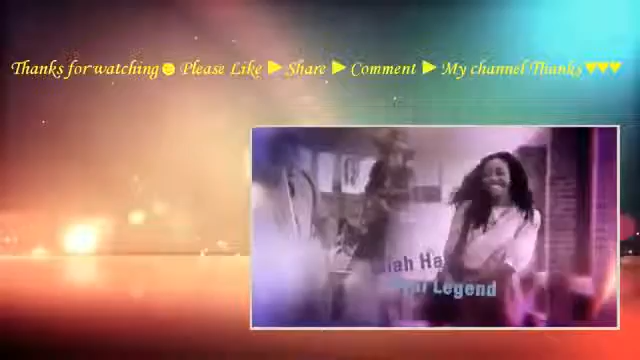 Thanks for watching☻ Please Like ►Share ►Comment ►My channel Thanks ♥♥♥
Legend